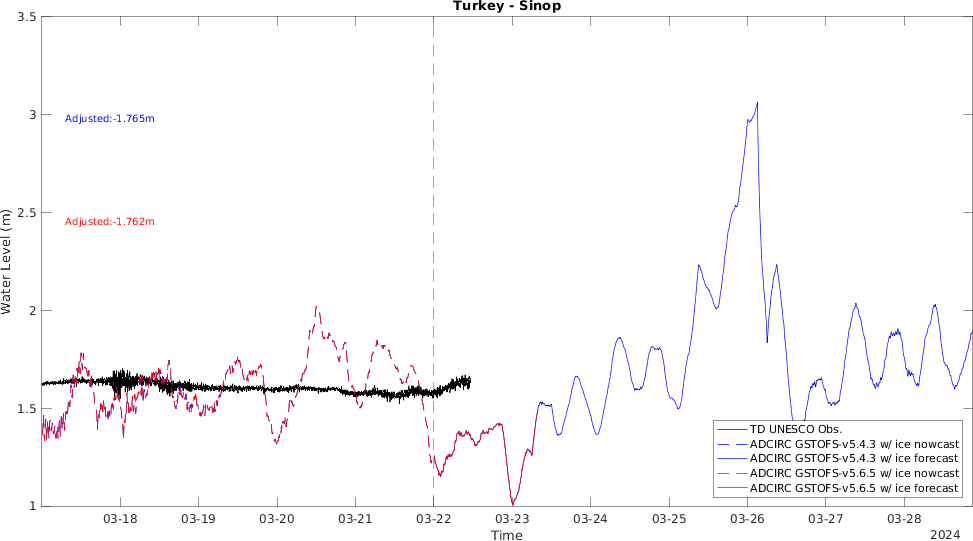 Turkey - Sinop
3.5
3
2.5
2
1.5
1
Water Level (m)
Adjusted:-1.765m
Adjusted:-1.762m
TD UNESCO Obs.
ADCIRC GSTOFS-v5.4.3 w/ ice nowcast
ADCIRC GSTOFS-v5.4.3 w/ ice forecast
ADCIRC GSTOFS-v5.6.5 w/ ice nowcast
ADCIRC GSTOFS-v5.6.5 w/ ice forecast
03-18 03-19 03-20 03-21 03-22 03-23 03-24 03-25 03-26 03-27 03-28
Time
2024